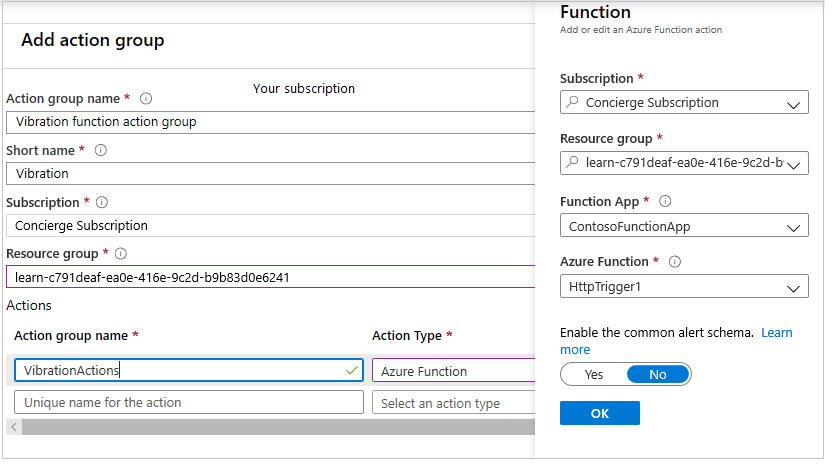 Add action group
Your subscription
Action group name *
Vibration function action group
Short name *
Vibration
Subscription *
Concierge Subscription
Resource group *
learn-c791deaf-ea0e-416e-9c2d-b9b83d0e6241
Actions
Action group name * Action Type *
VibrationActions Azure Function
Unique name for the action Select an action type
Function
Add or edit an Azure Function action
Subscription *
Concierge Subscription
Resource group *
learn-c791deaf-ea0e-416e-9c2d-b9
Function App *
ContosoFunctionApp
Azure Function *
HttpTrigger1
Enable the common alert schema. Learn
more
Yes No
OK